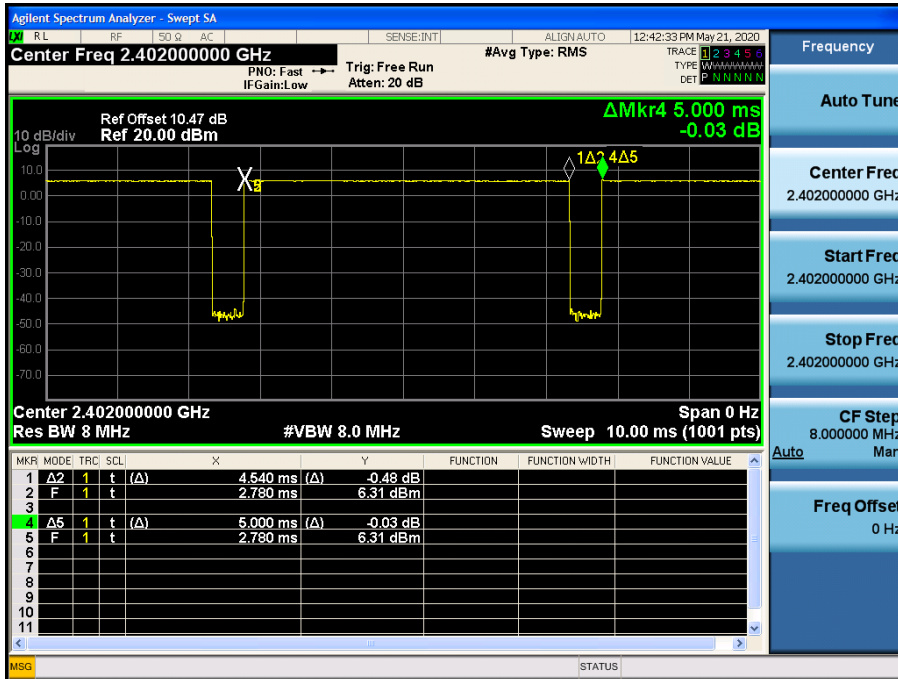 Agilent Spectrum Analyzer - Swept SA
LXI RL RF 50 Ω AC SENSE:INT ALIGNAUTO 12:42:33 PM May 21, 2020
Center Freq 2.402000000 GHz #Avg Type: RMS TRACE 1 2 3 4 5 6
PNO: Fast Trig: Free Run TYPE WWWWWW
IFGain:Low Atten: 20 dB DET P N N N N N
Frequency
Auto Tune
Center Freq
2.402000000 GHz
Start Freq
2.402000000 GHz
Stop Freq
2.402000000 GHz
CF Step
8.000000 MHz
Auto Man
Freq Offset
0 Hz
ΔMkr4 5.000 ms
-0.03 dB
Ref Offset 10.47 dB
10 dB/div Ref 20.00 dBm
Log
10.0
0.00
-10.0
-20.0
-30.0
-40.0
-50.0
-60.0
-70.0
1Δ2 4Δ5
Center 2.402000000 GHz Span 0 Hz
Res BW 8 MHz #VBW 8.0 MHz Sweep 10.00 ms (1001 pts)
MKR MODE TRC SCL X Y FUNCTION FUNCTION WIDTH FUNCTION VALUE
1 Δ2 1 t (Δ) 4.540 ms (Δ) -0.48 dB
2 F 1 t 2.780 ms 6.31 dBm
3
4 Δ5 1 t (Δ) 5.000 ms (Δ) -0.03 dB
5 F 1 t 2.780 ms 6.31 dBm
6
7
8
9
10
11
MSG STATUS